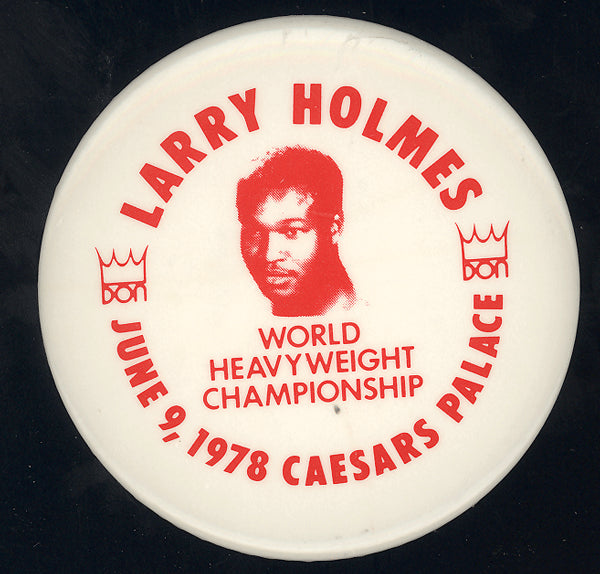 LARRY HOLMES
DON
DON
WORLD
HEAVYWEIGHT
CHAMPIONSHIP
JUNE 9, 1978 CAESARS PALACE